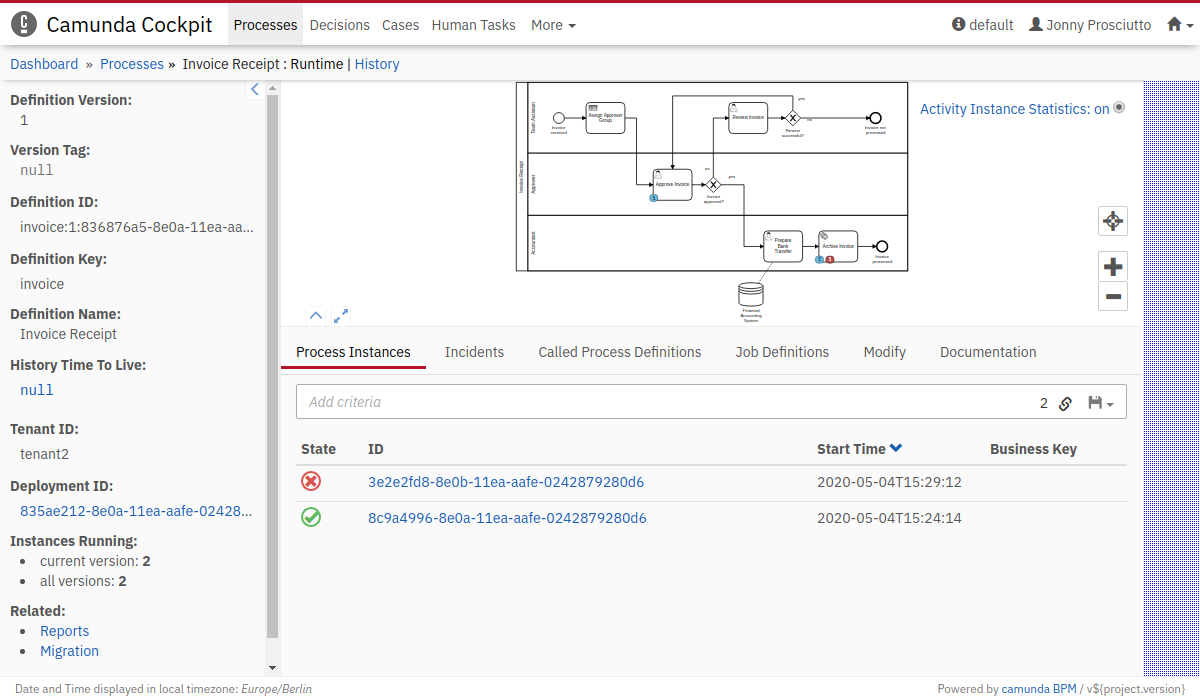 Camunda Cockpit Processes Decisions Cases Human Tasks More default Jonny Prosciutto
Dashboard » Processes » Invoice Receipt : Runtime | History
Definition Version:
1
Version Tag:
null
Definition ID:
invoice:1:836876a5-8e0a-11ea-aa...
Definition Key:
invoice
Definition Name:
Invoice Receipt
History Time To Live:
null
Tenant ID:
tenant2
Deployment ID:
835ae212-8e0a-11ea-aafe-02428...
Instances Running:
current version: 2
all versions: 2
Related:
Reports
Migration
Invoice Receipt
Team Assistant
Invoice
received
Assign Approver
Group
Review Invoice
yes
no
Review
successful?
Invoice not
processed
Approver
Approve Invoice
1
no
yes
Invoice
approved?
Accountant
Prepare
Bank
Transfer
Archive Invoice
1
Invoice
processed
Financial
Accounting
System
Activity Instance Statistics: on
Process Instances Incidents Called Process Definitions Job Definitions Modify Documentation
Add criteria 2
State ID Start Time Business Key
3e2e2fd8-8e0b-11ea-aafe-0242879280d6 2020-05-04T15:29:12
8c9a4996-8e0a-11ea-aafe-0242879280d6 2020-05-04T15:24:14
Date and Time displayed in local timezone: Europe/Berlin
Powered by camunda BPM / v${project.version}